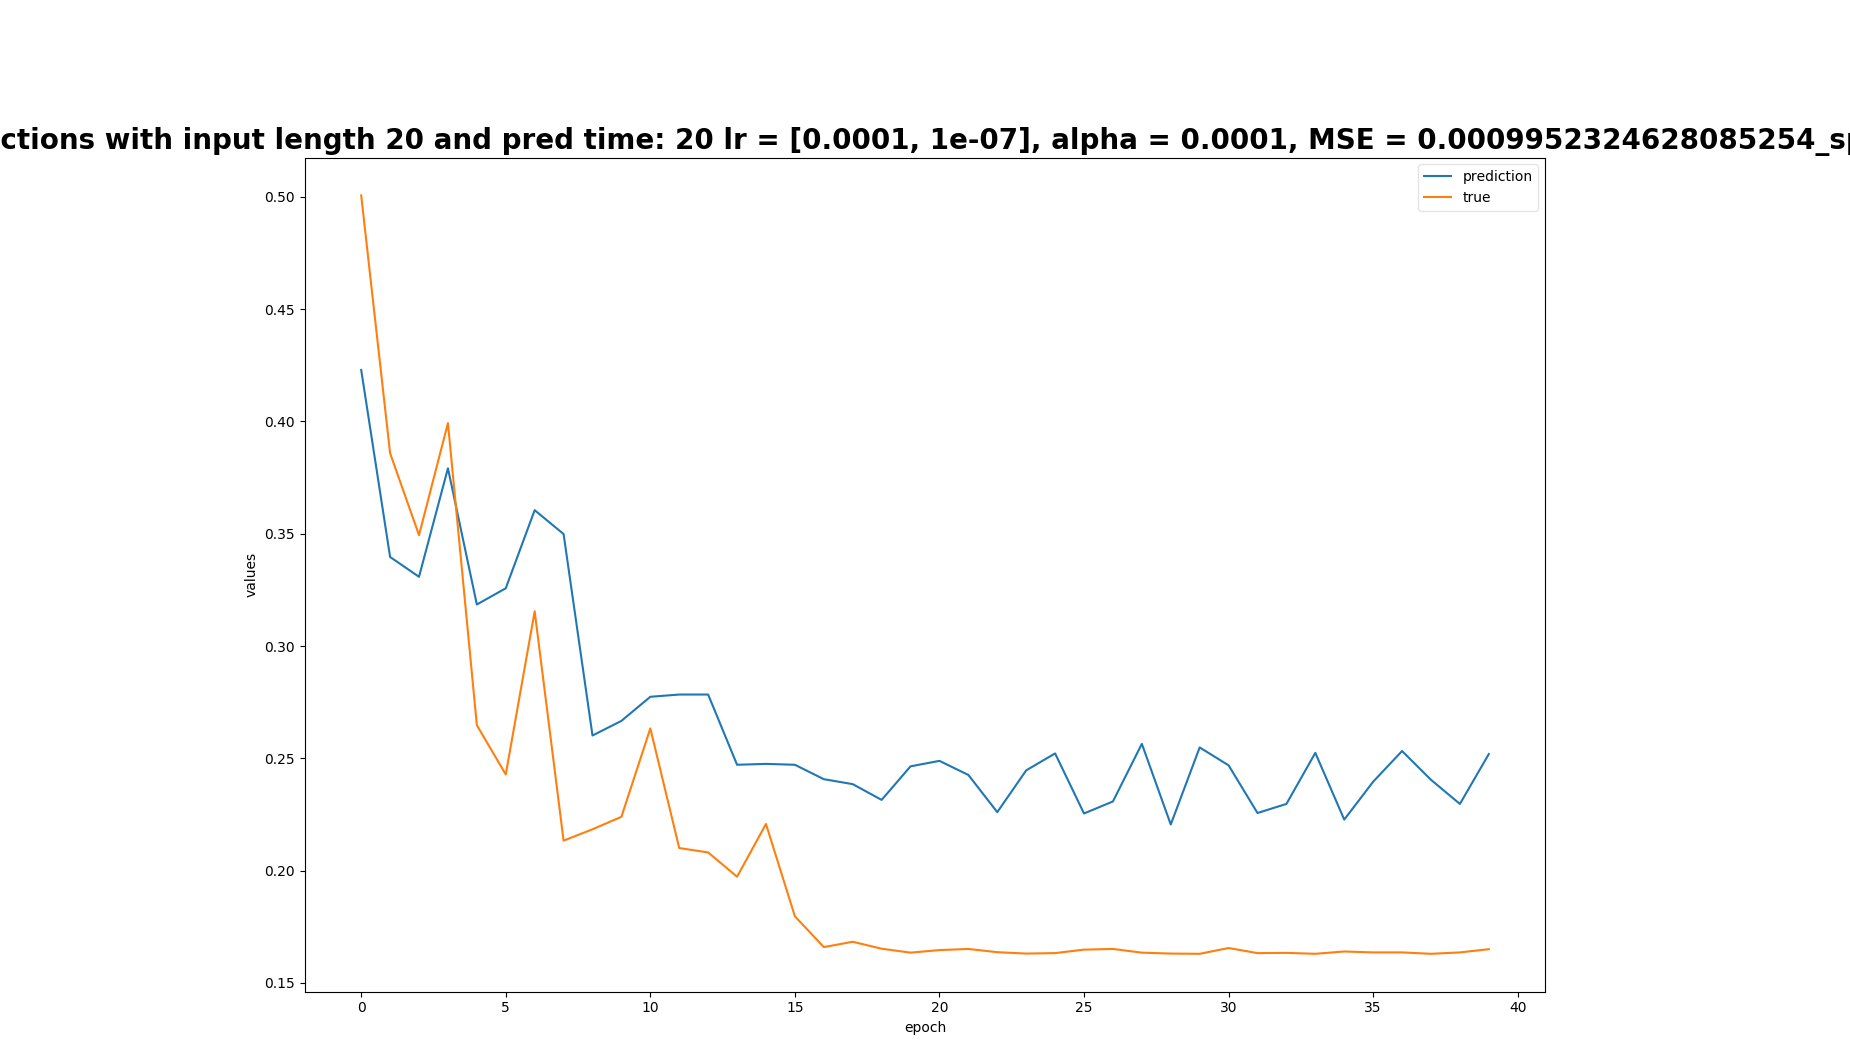 ctions with input length 20 and pred time: 20 lr = [0.0001, 1e-07], alpha = 0.0001, MSE = 0.0009952324628085254_sp
prediction
true
0.50
0.45
0.40
0.35
0.30
0.25
0.20
0.15
values
0 5 10 15 20 25 30 35 40
epoch